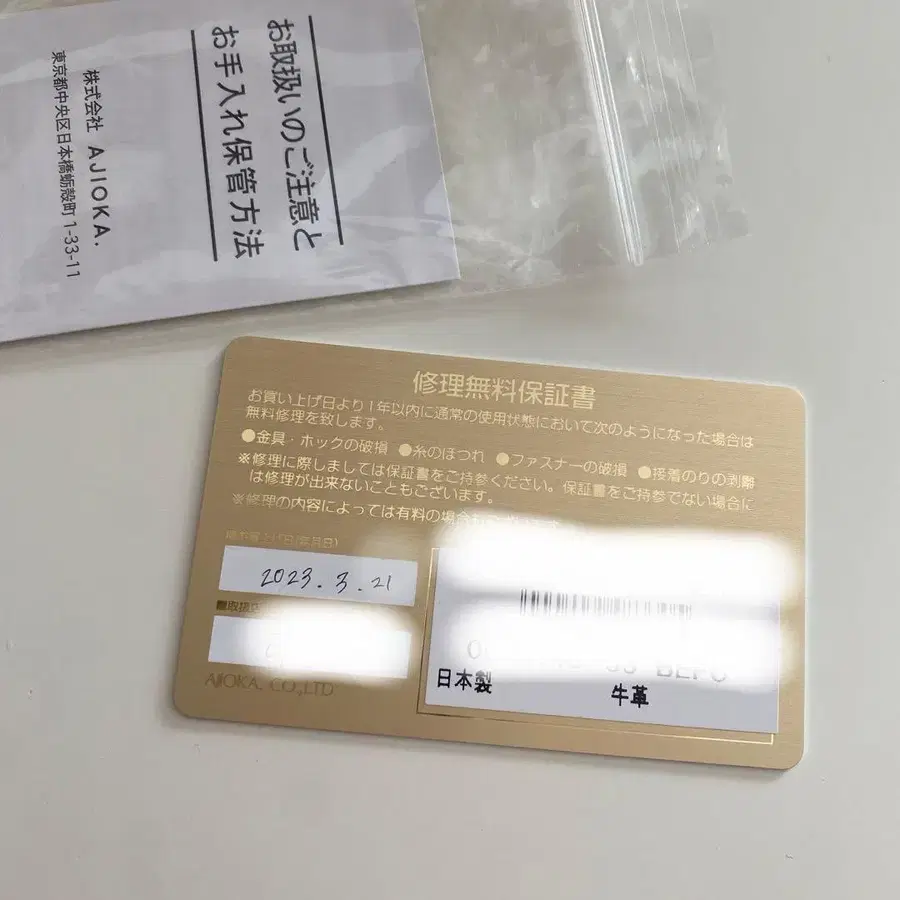 お取扱いのご注意と
お手入れ保管方法
株式会社 AJIOKA.
東京都中央区日本橋蛎殻町 1-33-11
修理無料保証書
お買い上げ日より1年以内に通常の使用状態において次のようになった場合は
無料修理を致します。
●金具・ホックの破損 ●糸のほつれ ●ファスナーの破損 ●接着のりの剥離
※修理に際しましては保証書をご持参ください。保証書をご持参でない場合に
は修理が出来ないこともございます。
※修理の内容によっては有料の場合もございます
2023.3.21
■取扱店
日本製 牛革
AJIOKA. CO.,LTD